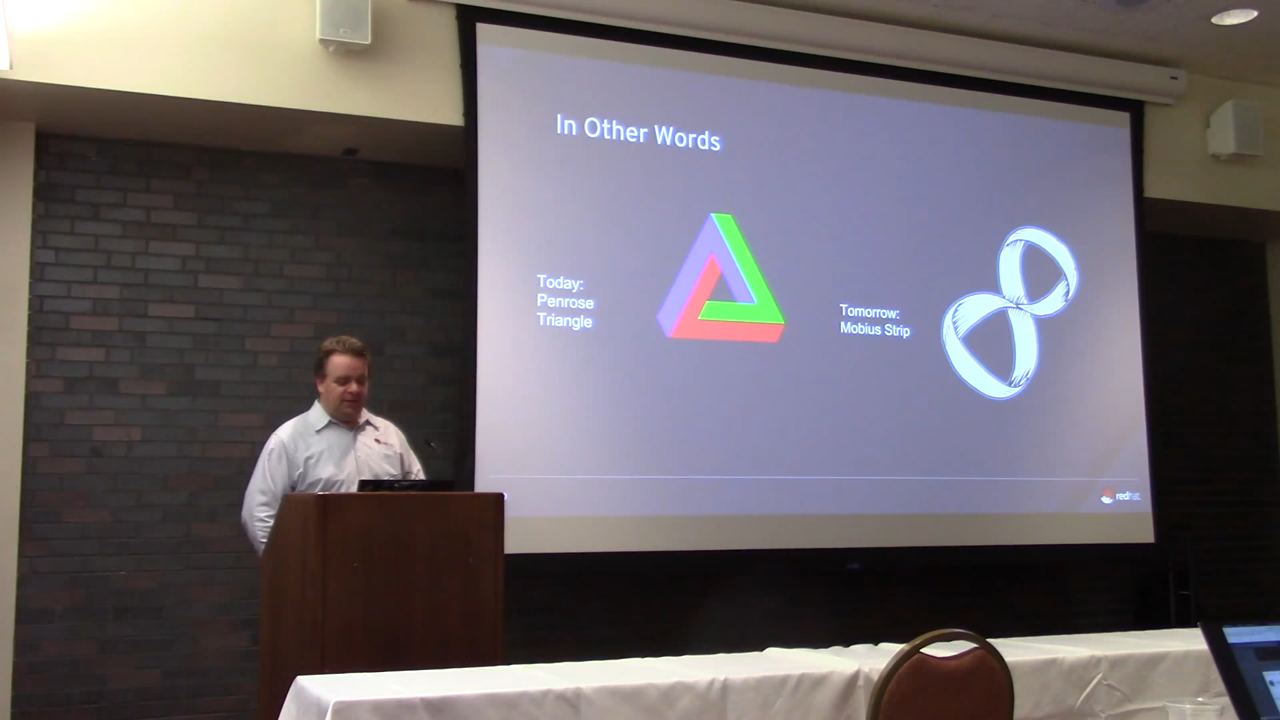 In Other Words
Today:
Penrose
Triangle
Tomorrow:
Mobius Strip
redhat.